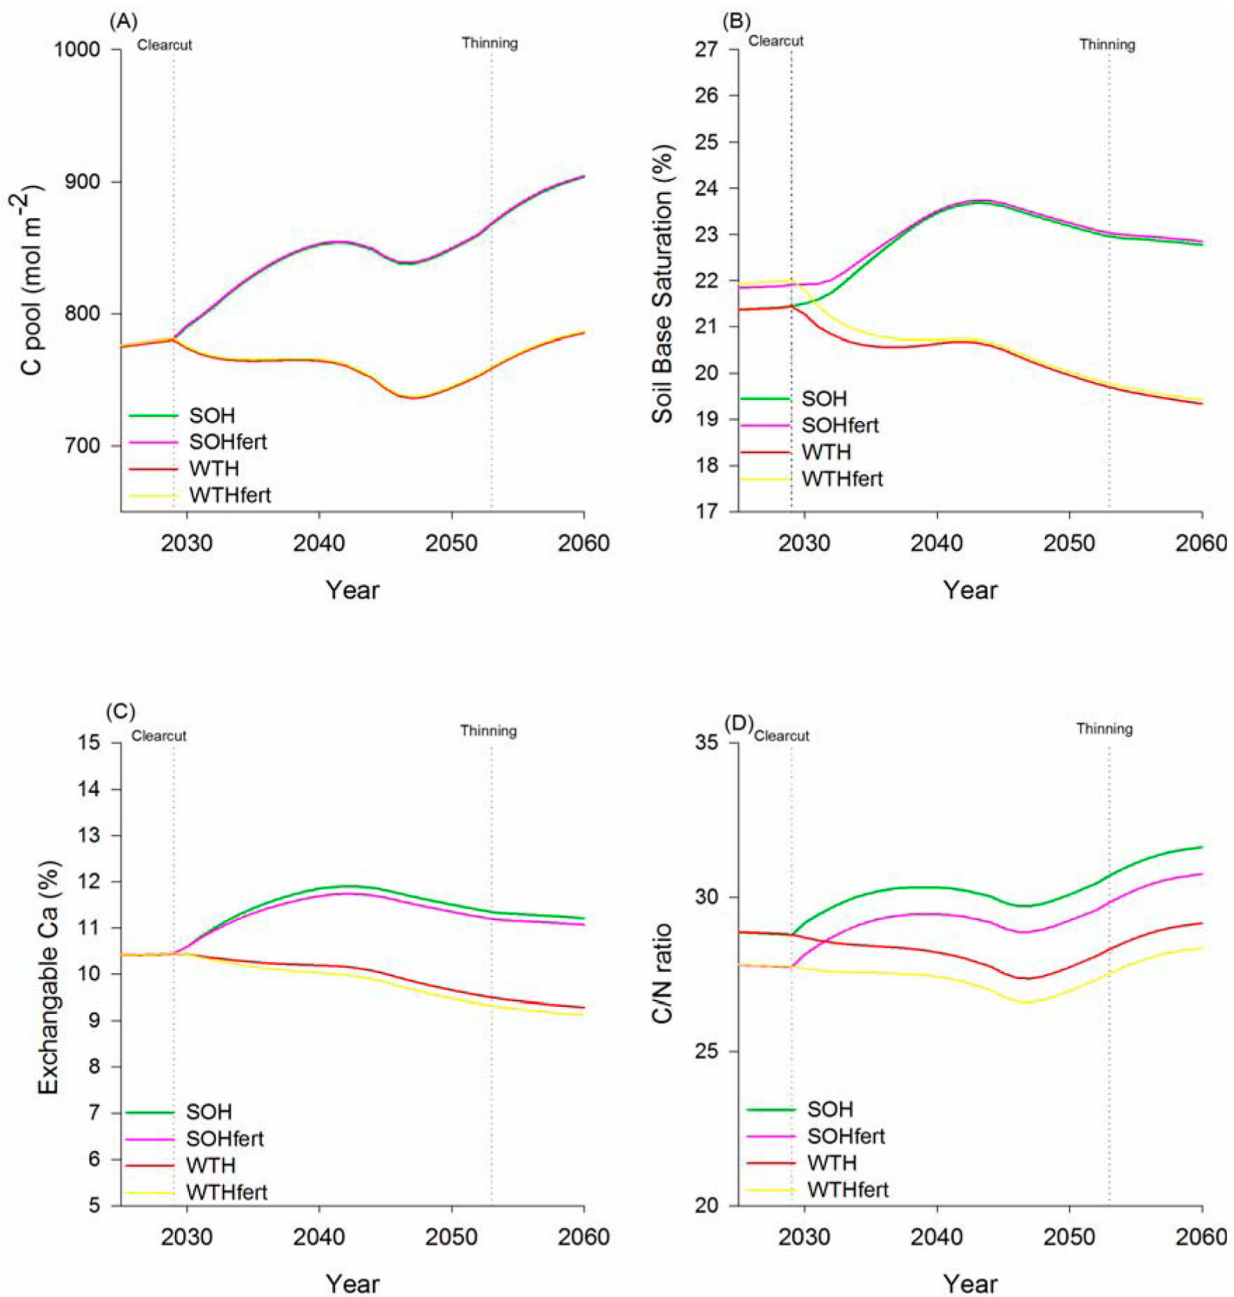 (A)
Clearcut
Thinning
1000
900
800
700
C pool (mol m-2)
SOH
SOHfert
WTH
WTHfert
2030 2040 2050 2060
Year
(B)
Clearcut
Thinning
27
26
25
24
23
22
21
20
19
18
17
Soil Base Saturation (%)
SOH
SOHfert
WTH
WTHfert
2030 2040 2050 2060
Year
(C)
Clearcut
Thinning
15
14
13
12
11
10
9
8
7
6
5
Exchangable Ca (%)
SOH
SOHfert
WTH
WTHfert
2030 2040 2050 2060
Year
(D)
Clearcut
Thinning
35
30
25
20
C/N ratio
SOH
SOHfert
WTH
WTHfert
2030 2040 2050 2060
Year